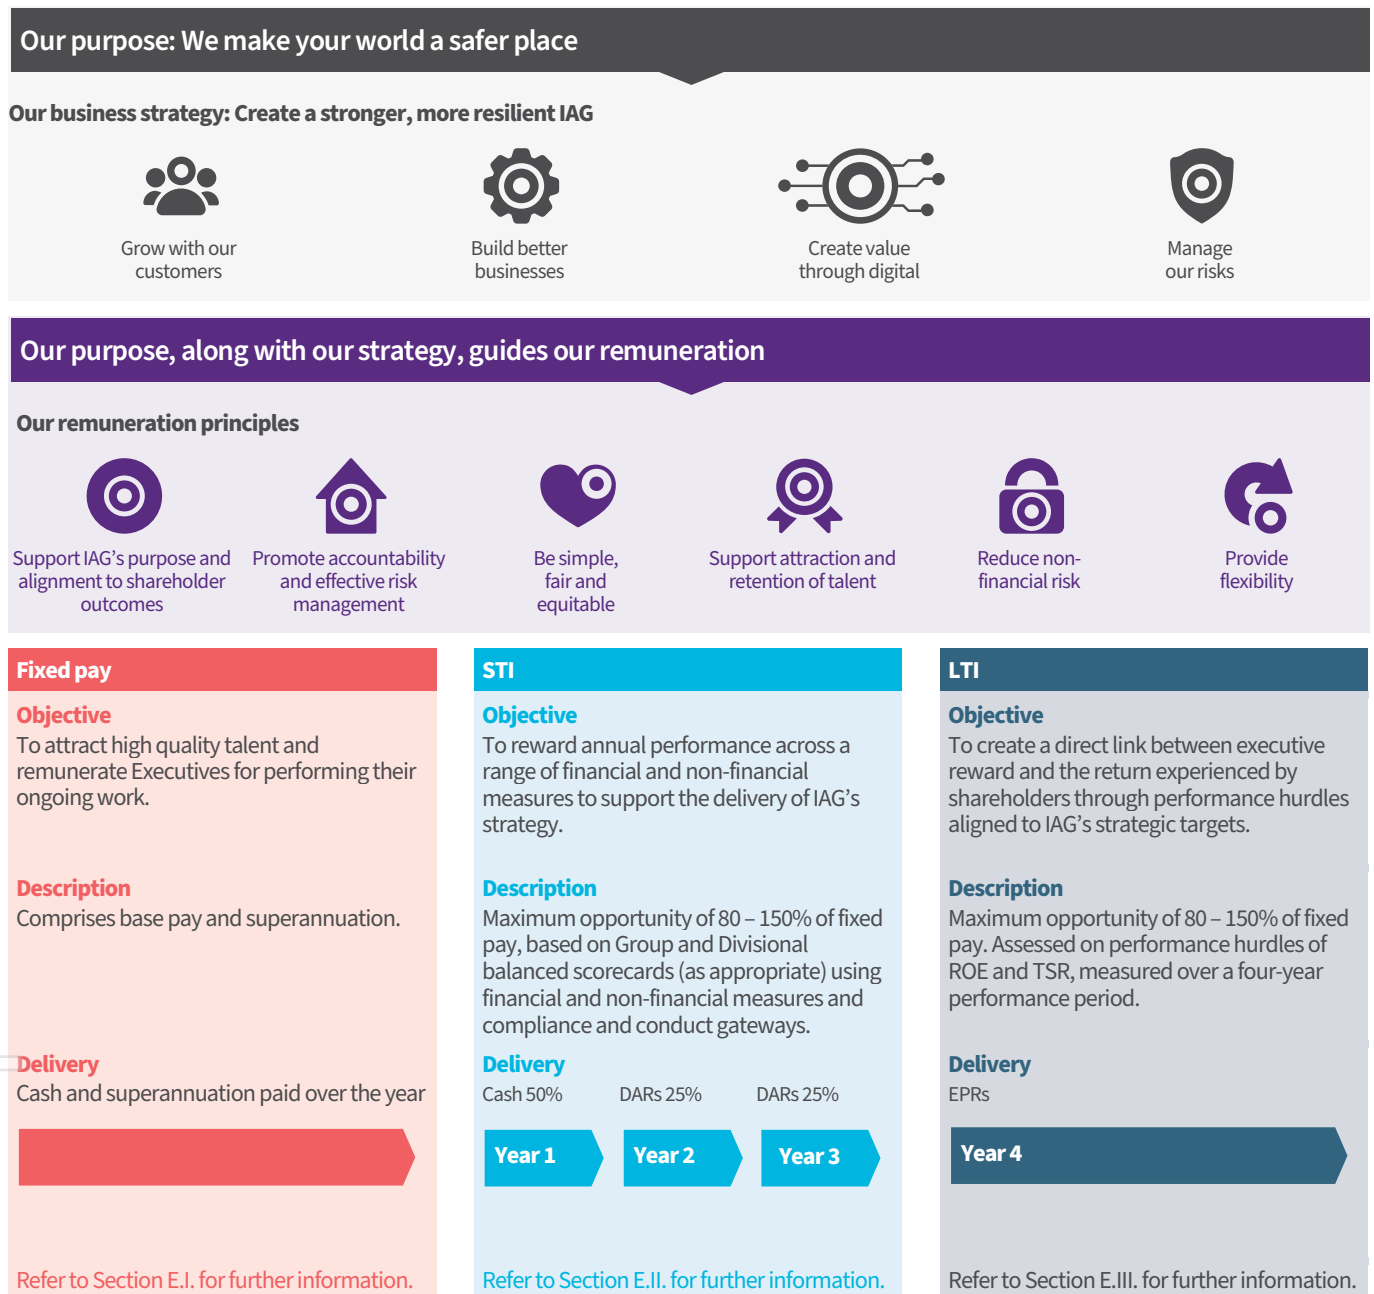 Our purpose: We make your world a safer place
Our business strategy: Create a stronger, more resilient IAG
Grow with our
customers
Build better
businesses
Create value
through digital
Manage
our risks
Our purpose, along with our strategy, guides our remuneration
Our remuneration principles
Support IAG's purpose and
alignment to shareholder
outcomes
Promote accountability
and effective risk
management
Be simple,
fair and
equitable
Support attraction and
retention of talent
Reduce non-
financial risk
Provide
flexibility
Fixed pay
Objective
To attract high quality talent and
remunerate Executives for performing their
ongoing work.
Description
Comprises base pay and superannuation.
Delivery
Cash and superannuation paid over the year
Refer to Section E.I. for further information.
STI
Objective
To reward annual performance across a
range of financial and non-financial
measures to support the delivery of IAG's
strategy.
Description
Maximum opportunity of 80 – 150% of fixed
pay, based on Group and Divisional
balanced scorecards (as appropriate) using
financial and non-financial measures and
compliance and conduct gateways.
Delivery
Cash 50%
DARs 25%
DARs 25%
Year 1
Year 2
Year 3
Refer to Section E.II. for further information.
LTI
Objective
To create a direct link between executive
reward and the return experienced by
shareholders through performance hurdles
aligned to IAG's strategic targets.
Description
Maximum opportunity of 80 – 150% of fixed
pay. Assessed on performance hurdles of
ROE and TSR, measured over a four-year
performance period.
Delivery
EPRs
Year 4
Refer to Section E.III. for further information.